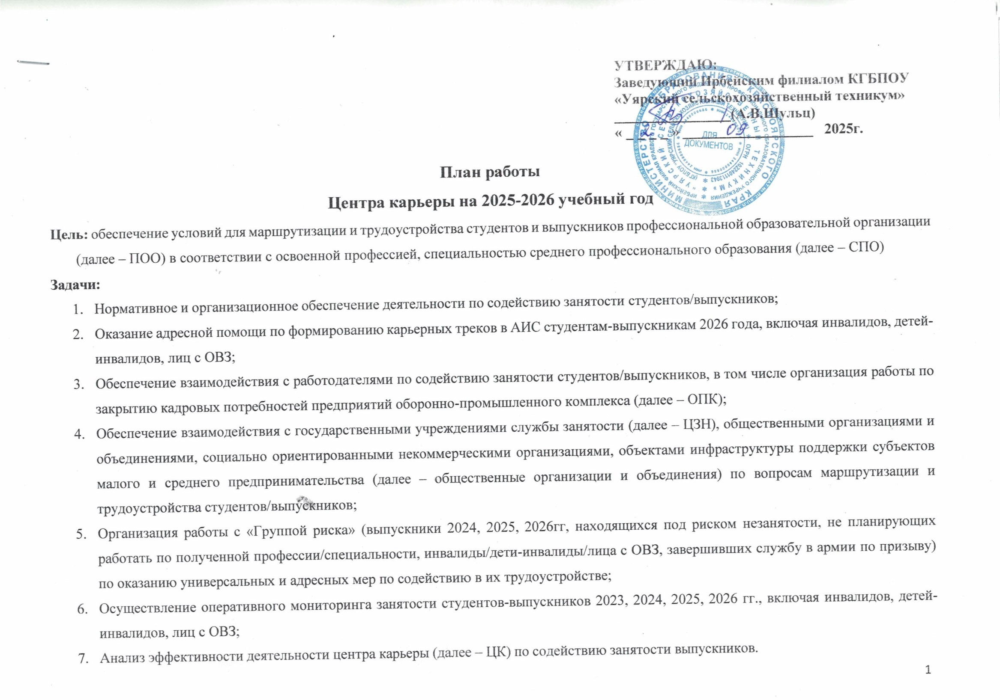 УТВЕРЖДАЮ:
Заведующий Ирбейским филиалом КГБПОУ
«Уярский сельскохозяйственный техникум»
(А.В.Шульц)
« 2 » 09 2025г.
ДЛЯ
ДОКУМЕНТОВ
МИНИСТЕРСТВО ОБРАЗОВАНИЯ КРАСНОЯРСКОГО КРАЯ
"УЯРСКИЙ СЕЛЬСКОХОЗЯЙСТВЕННЫЙ ТЕХНИКУМ"
ОГРН 1022401113943
План работы
Центра карьеры на 2025-2026 учебный год
Цель: обеспечение условий для маршрутизации и трудоустройства студентов и выпускников профессиональной образовательной организации
(далее – ПОО) в соответствии с освоенной профессией, специальностью среднего профессионального образования (далее – СПО)
Задачи:
1. Нормативное и организационное обеспечение деятельности по содействию занятости студентов/выпускников;
2. Оказание адресной помощи по формированию карьерных треков в АИС студентам-выпускникам 2026 года, включая инвалидов, детей-
инвалидов, лиц с ОВЗ;
3. Обеспечение взаимодействия с работодателями по содействию занятости студентов/выпускников, в том числе организация работы по
закрытию кадровых потребностей предприятий оборонно-промышленного комплекса (далее – ОПК);
4. Обеспечение взаимодействия с государственными учреждениями службы занятости (далее – ЦЗН), общественными организациями и
объединениями, социально ориентированными некоммерческими организациями, объектами инфраструктуры поддержки субъектов
малого и среднего предпринимательства (далее – общественные организации и объединения) по вопросам маршрутизации и
трудоустройства студентов/выпускников;
5. Организация работы с «Группой риска» (выпускники 2024, 2025, 2026гг, находящихся под риском незанятости, не планирующих
работать по полученной профессии/специальности, инвалиды/дети-инвалиды/лица с ОВЗ, завершивших службу в армии по призыву)
по оказанию универсальных и адресных мер по содействию в их трудоустройстве;
6. Осуществление оперативного мониторинга занятости студентов-выпускников 2023, 2024, 2025, 2026 гг., включая инвалидов, детей-
инвалидов, лиц с ОВЗ;
7. Анализ эффективности деятельности центра карьеры (далее – ЦК) по содействию занятости выпускников.
1